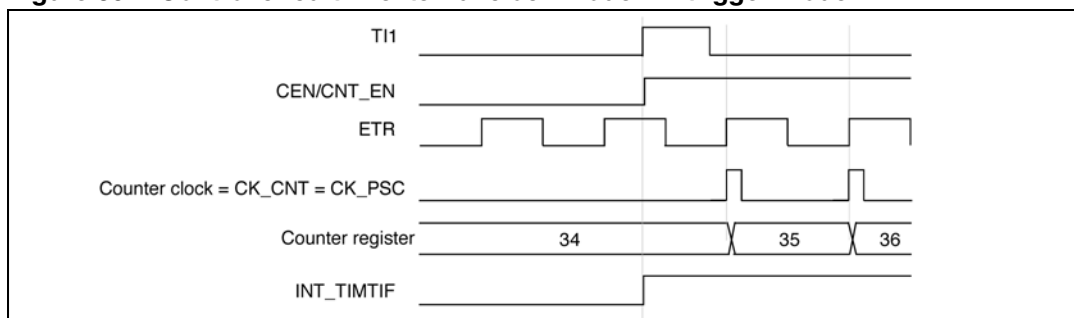 TI1
CEN/CNT_EN
ETR
Counter clock = CK_CNT = CK_PSC
Counter register
34
35
36
INT_TIMTIF